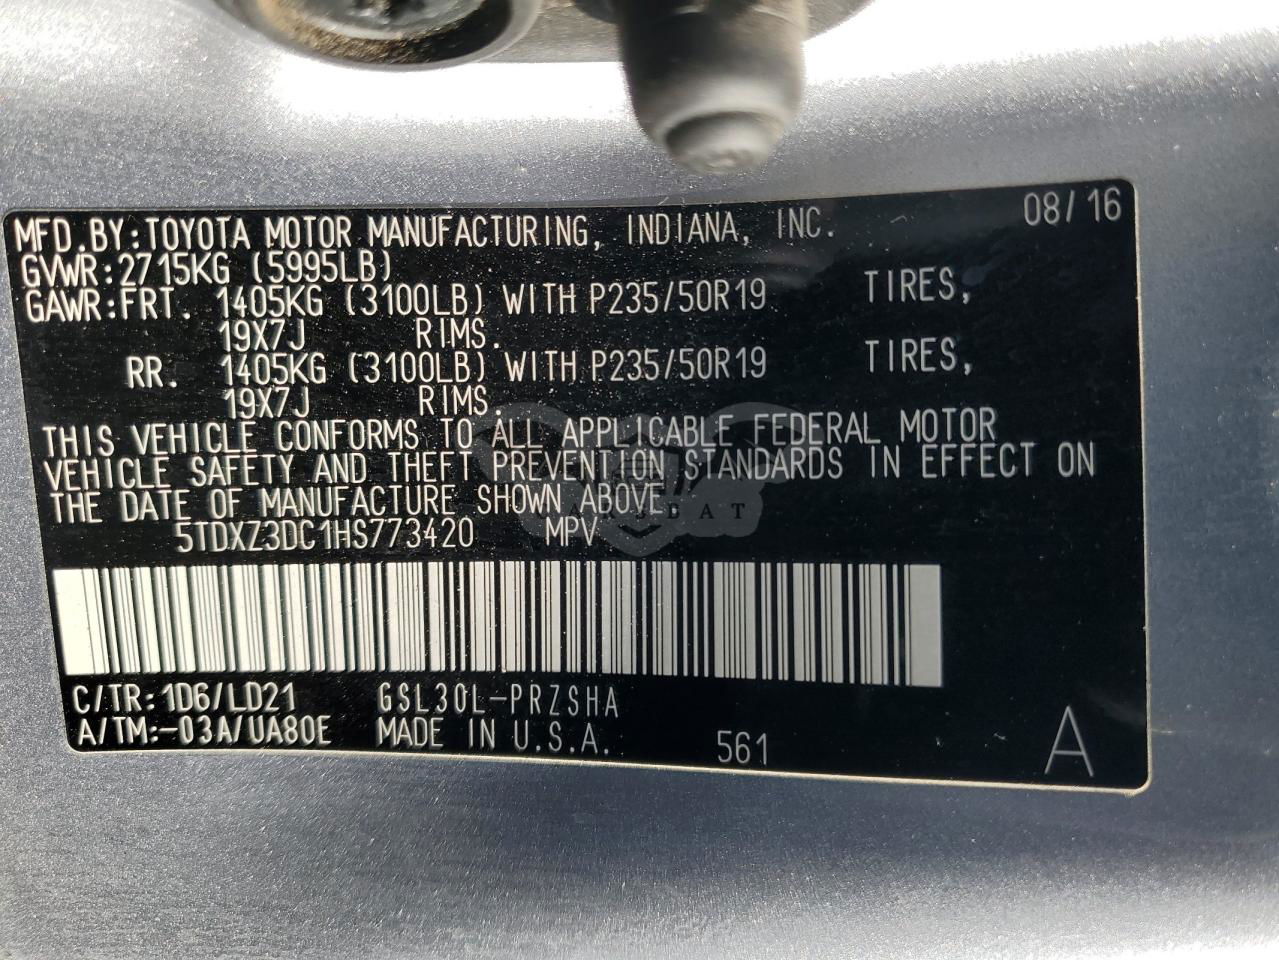 08/16
MFD.BY:TOYOTA MOTOR MANUFACTURING, INDIANA, INC.
GVWR:2715KG (5995LB)
GAWR:FRT. 1405KG (3100LB) WITH P235/50R19 TIRES,
19X7J RIMS.
RR. 1405KG (3100LB) WITH P235/50R19 TIRES,
19X7J RIMS.
THIS VEHICLE CONFORMS TO ALL APPLICABLE FEDERAL MOTOR
VEHICLE SAFETY AND THEFT PREVENTION STANDARDS IN EFFECT ON
THE DATE OF MANUFACTURE SHOWN ABOVE.
5TDXZ3DC1HS773420 MPV
C/TR:1D6/LD21 GSL30L-PRZSHA
A/TM:-03A/UA80E MADE IN U.S.A. 561 A